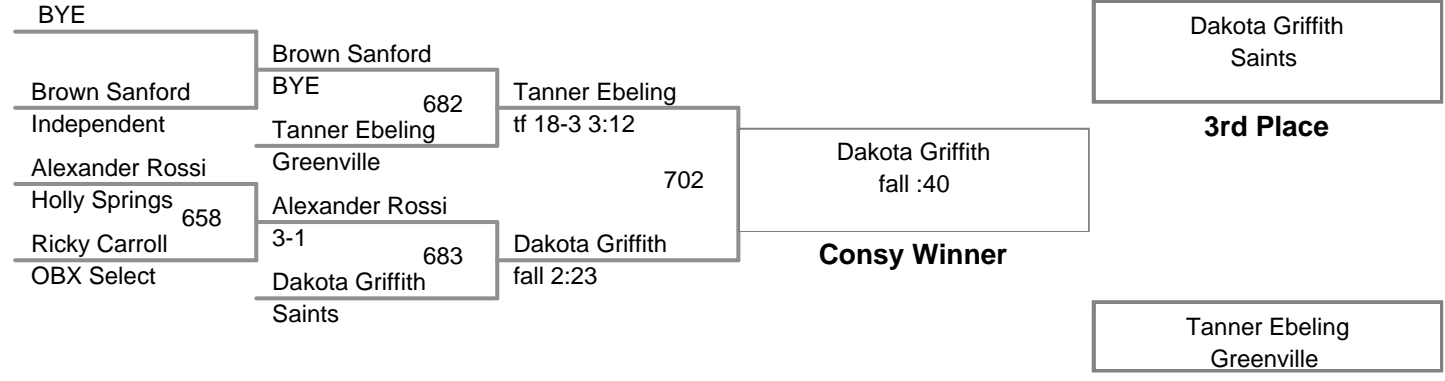 BYE
Brown Sanford
Independent
Alexander Rossi
Holly Springs
658
Ricky Carroll
OBX Select
Brown Sanford
BYE
682
Tanner Ebeling
Greenville
Alexander Rossi
3-1
683
Dakota Griffith
Saints
Tanner Ebeling
tf 18-3 3:12
702
Dakota Griffith
fall 2:23
Dakota Griffith
fall :40
Consy Winner
Dakota Griffith
Saints
3rd Place
Tanner Ebeling
Greenville